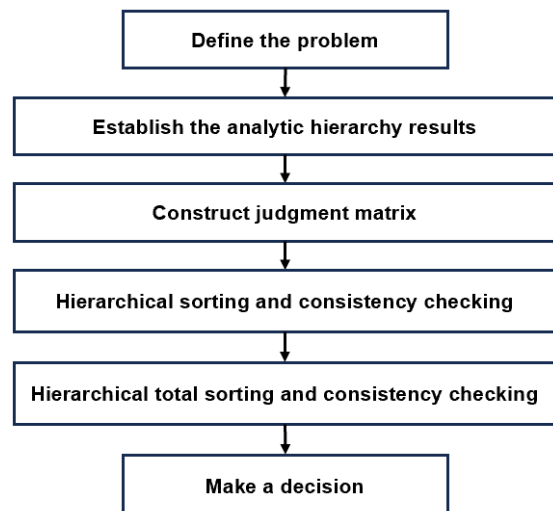 Define the problem
Establish the analytic hierarchy results
Construct judgment matrix
Hierarchical sorting and consistency checking
Hierarchical total sorting and consistency checking
Make a decision